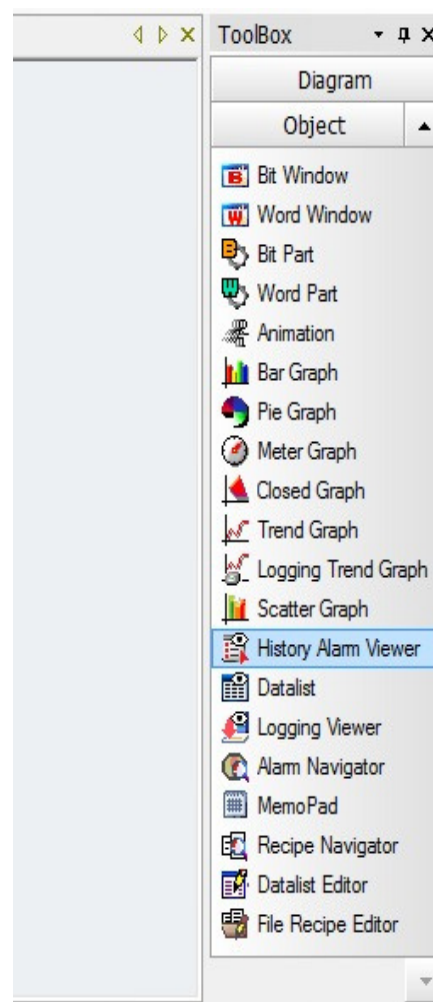 ToolBox
Diagram
Object
Bit Window
Word Window
Bit Part
Word Part
Animation
Bar Graph
Pie Graph
Meter Graph
Closed Graph
Trend Graph
Logging Trend Graph
Scatter Graph
History Alarm Viewer
Datalist
Logging Viewer
Alarm Navigator
MemoPad
Recipe Navigator
Datalist Editor
File Recipe Editor